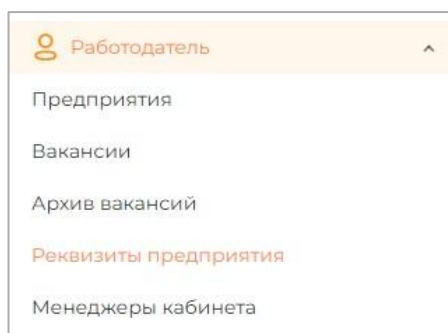 Работодатель
Предприятия
Вакансии
Архив вакансий
Реквизиты предприятия
Менеджеры кабинета